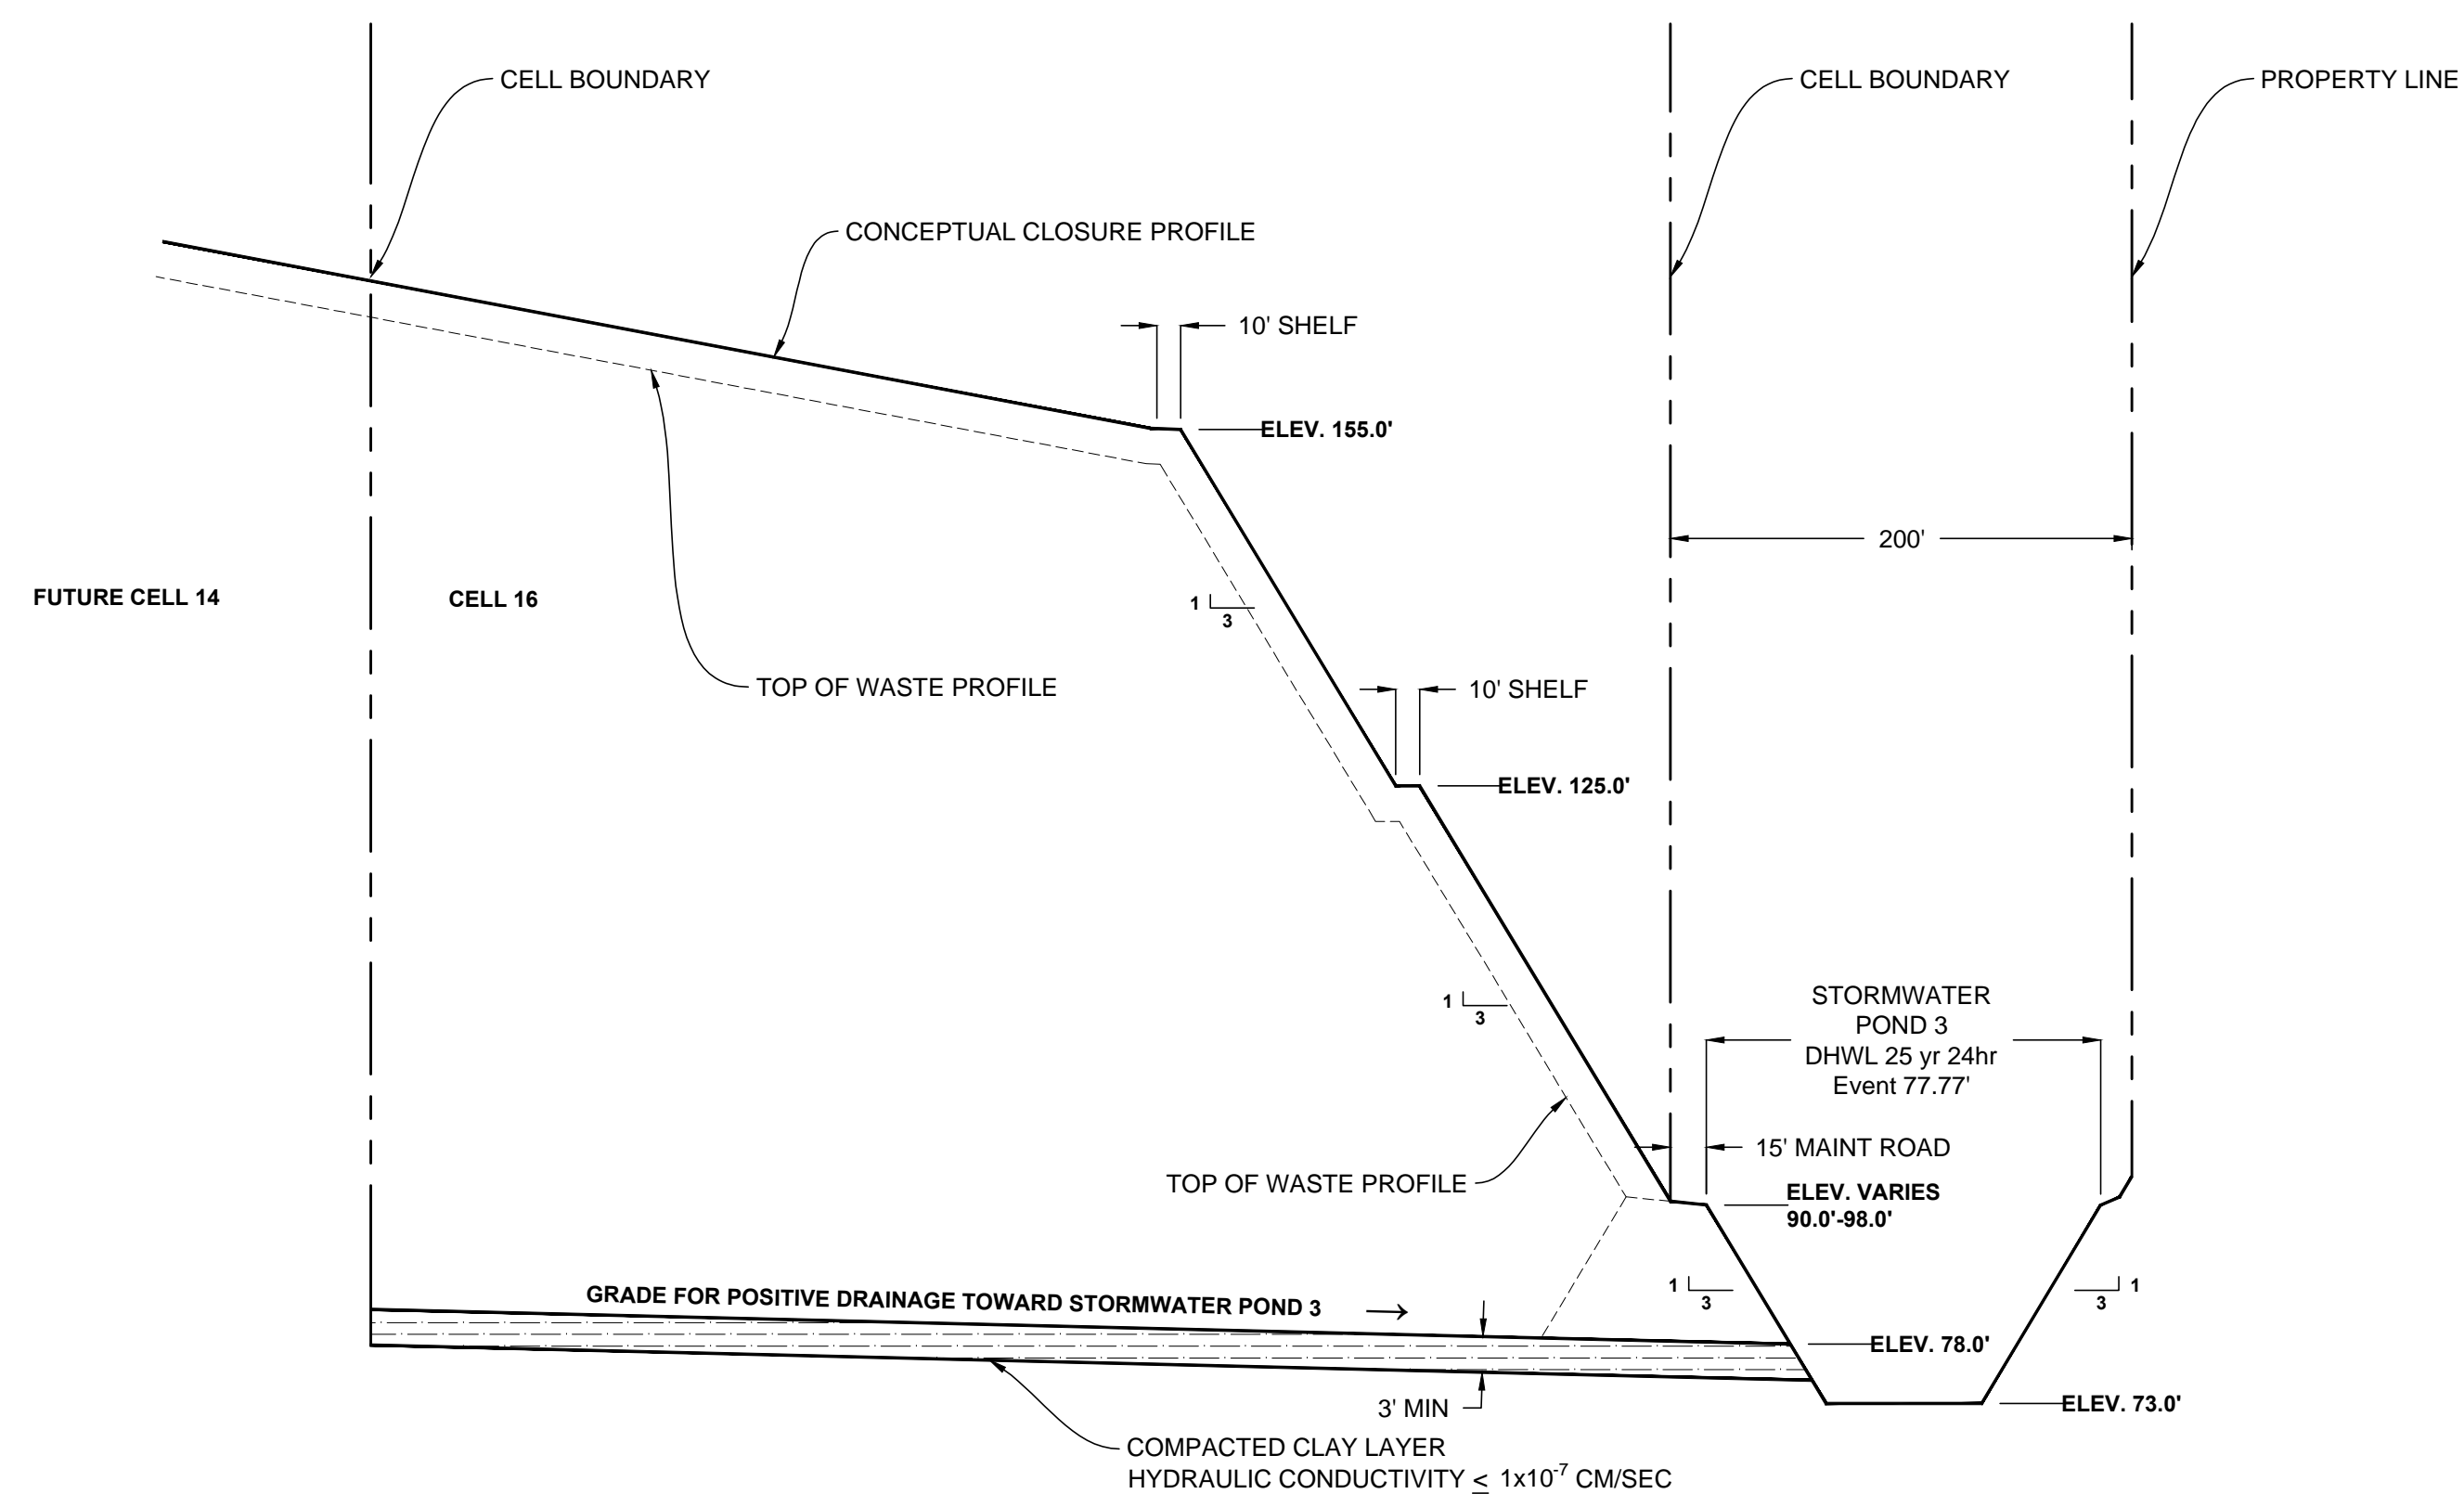 CELL BOUNDARY
CELL BOUNDARY
PROPERTY LINE
CONCEPTUAL CLOSURE PROFILE
10' SHELF
ELEV. 155.0'
200'
FUTURE CELL 14
CELL 16
1
3
TOP OF WASTE PROFILE
10' SHELF
ELEV. 125.0'
1
3
STORMWATER
POND 3
DHWL 25 yr 24hr
Event 77.77'
15' MAINT ROAD
TOP OF WASTE PROFILE
ELEV. VARIES
90.0'-98.0'
1
3
1
3
GRADE FOR POSITIVE DRAINAGE TOWARD STORMWATER POND 3 →
ELEV. 78.0'
ELEV. 73.0'
3' MIN
COMPACTED CLAY LAYER
HYDRAULIC CONDUCTIVITY ≤ 1x10⁻⁷ CM/SEC